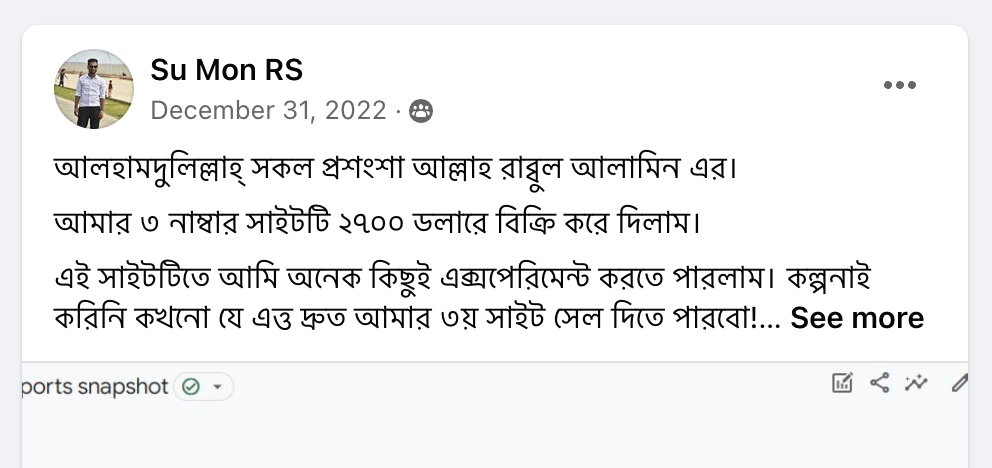 Su Mon RS
December 31, 2022 ·
আলহামদুলিল্লাহ্ সকল প্রশংশা আল্লাহ রাব্বুল আলামিন এর।
আমার ৩ নাম্বার সাইটটি ২৭০০ ডলারে বিক্রি করে দিলাম।
এই সাইটটিতে আমি অনেক কিছুই এক্সপেরিমেন্ট করতে পারলাম। কল্পনাই
করিনি কখনো যে এত্ত দ্রুত আমার ৩য় সাইট সেল দিতে পারবো!... See more
ports snapshot